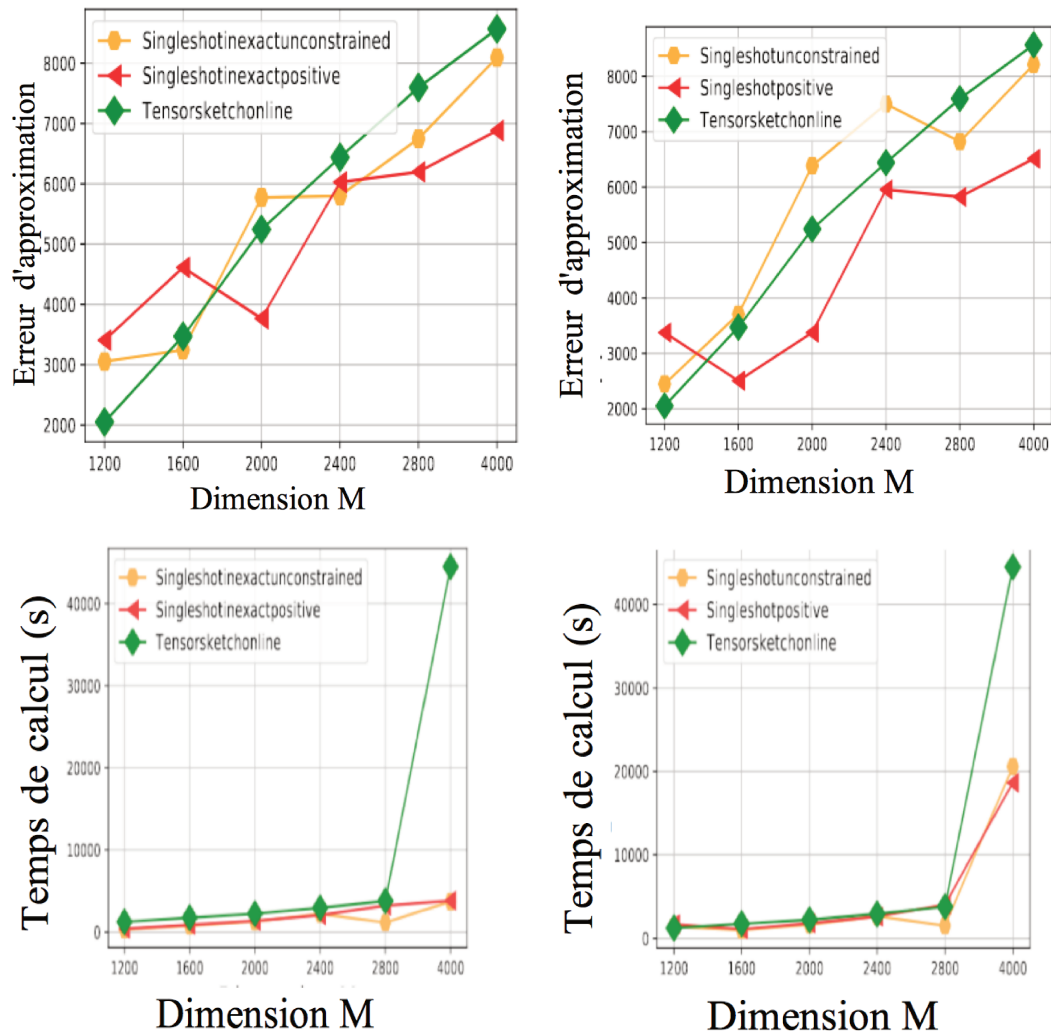 Singleshotinexactunconstrained
Singleshotinexactpositive
Tensorsketchonline
Erreur d'approximation
8000
7000
6000
5000
4000
3000
2000
1200 1600 2000 2400 2800 4000
Dimension M
Singleshotunconstrained
Singleshotpositive
Tensorsketchonline
Erreur d'approximation
8000
7000
6000
5000
4000
3000
2000
1200 1600 2000 2400 2800 4000
Dimension M
Singleshotinexactunconstrained
Singleshotinexactpositive
Tensorsketchonline
Temps de calcul (s)
40000
30000
20000
10000
0
1200 1600 2000 2400 2800 4000
Dimension M
Singleshotunconstrained
Singleshotpositive
Tensorsketchonline
Temps de calcul (s)
40000
30000
20000
10000
0
1200 1600 2000 2400 2800 4000
Dimension M